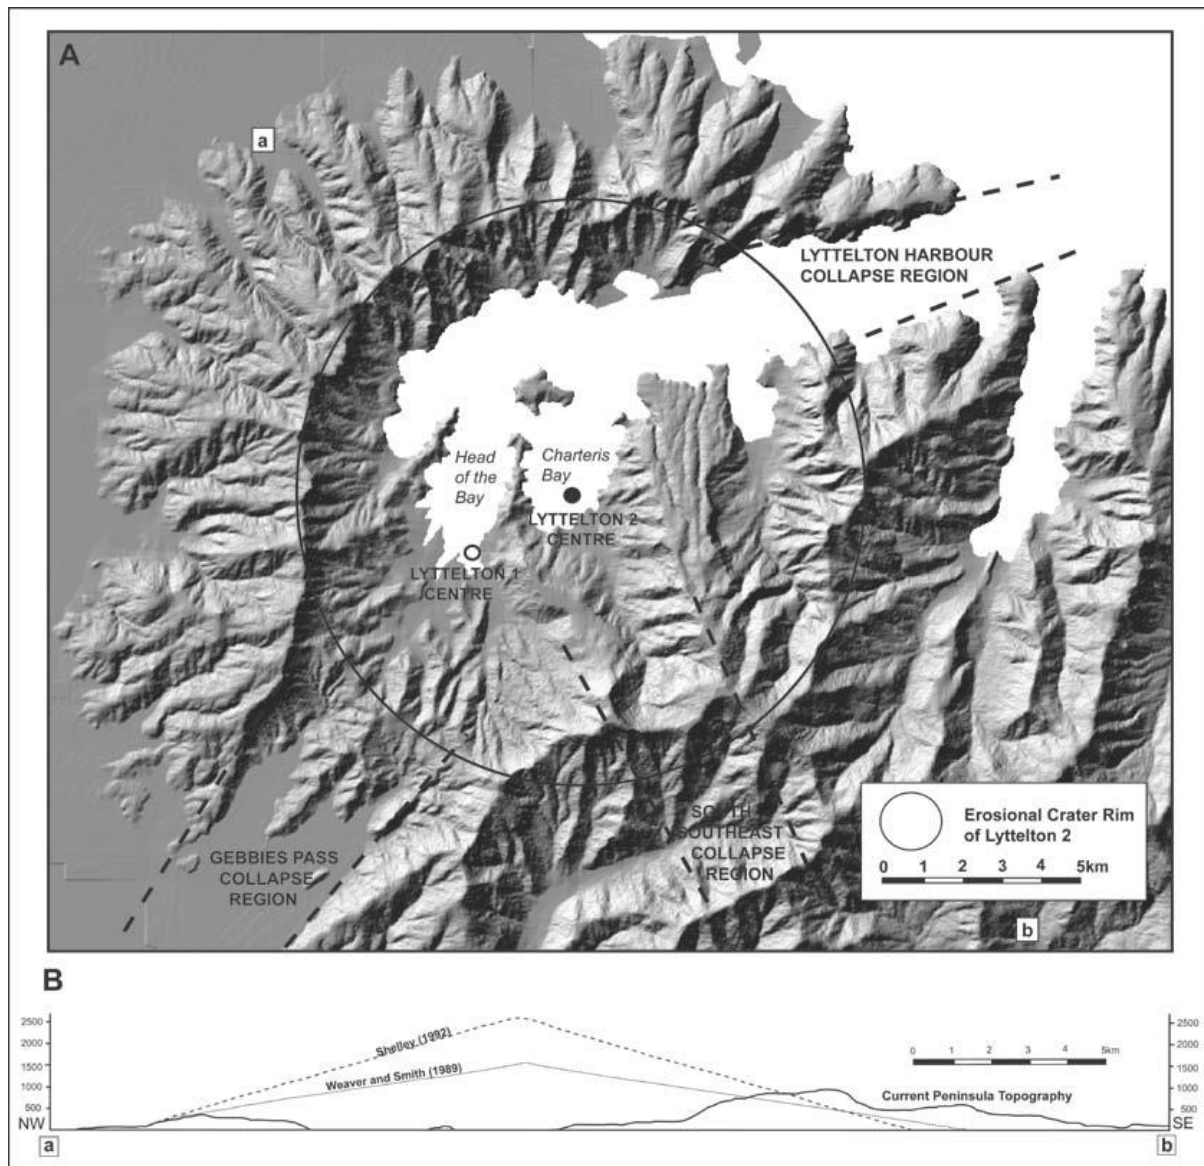 A
a
LYTTELTON HARBOUR
COLLAPSE REGION
Head
of the
Bay
Charteris
Bay
LYTTELTON 2
CENTRE
LYTTELTON 1
CENTRE
SOUTH
SOUTHEAST
COLLAPSE
REGION
GEBBIES PASS
COLLAPSE
REGION
Erosional Crater Rim
of Lyttelton 2
0 1 2 3 4 5km
b
B
2500
2000
1500
1000
500
NW
a
Shelley (1992)
Weaver and Smith (1989)
0 1 2 3 4 5km
Current Peninsula Topography
2500
2000
1500
1000
500
SE
b